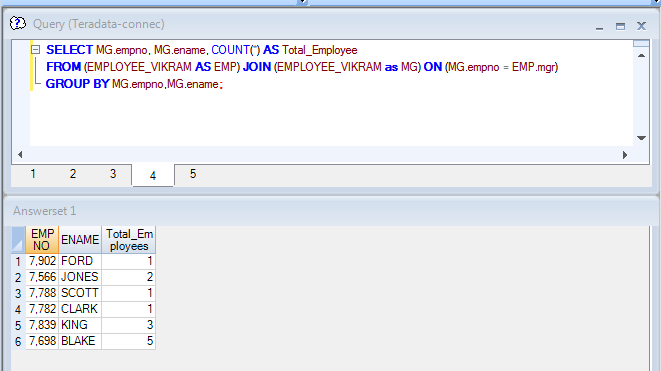 Query (Teradata-connec)
SELECT MG.empno, MG.ename, COUNT(*) AS Total_Employee
FROM (EMPLOYEE_VIKRAM AS EMP) JOIN (EMPLOYEE_VIKRAM as MG) ON (MG.empno = EMP.mgr)
GROUP BY MG.empno,MG.ename;
1 2 3 4 5
Answerset 1
EMP NO ENAME Total_Em ployees
1 7,902 FORD 1
2 7,566 JONES 2
3 7,788 SCOTT 1
4 7,782 CLARK 1
5 7,839 KING 3
6 7,698 BLAKE 5